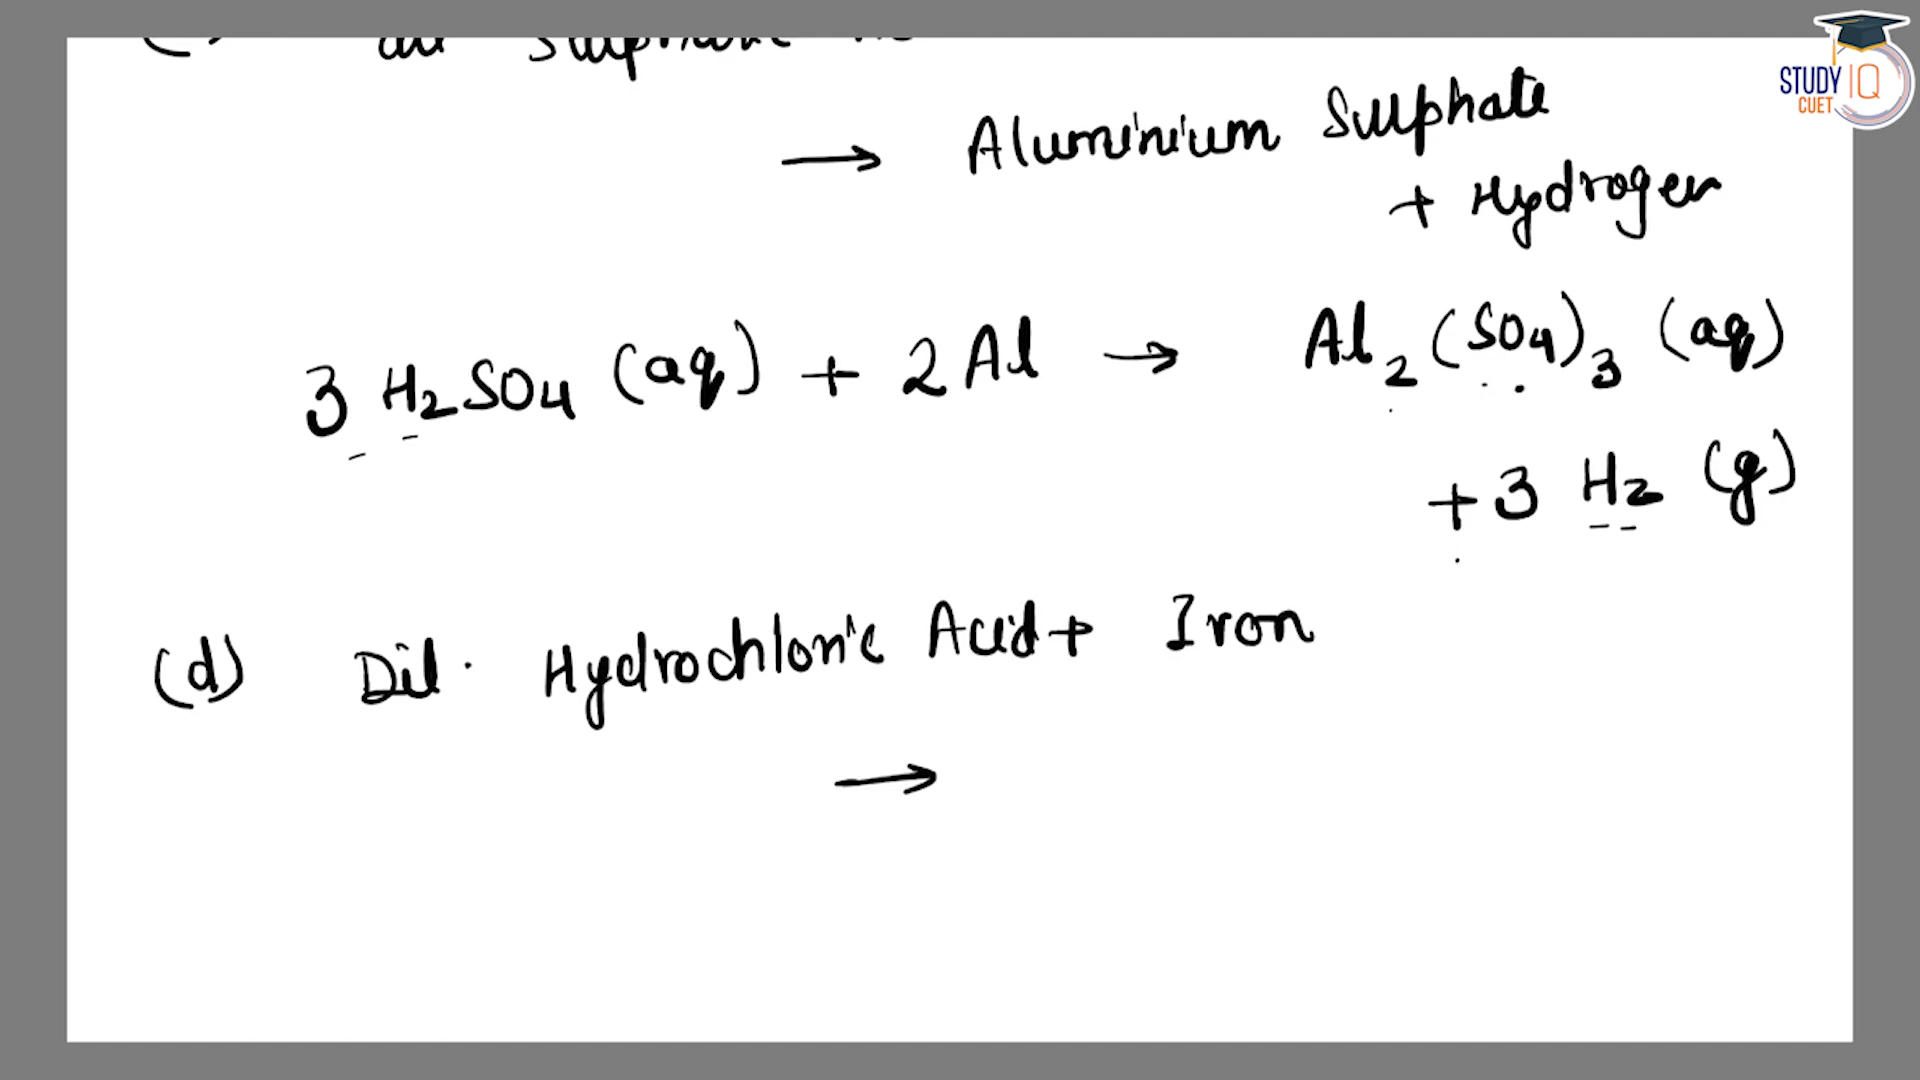 STUDY IQ
CUET
→ Aluminium Sulphate
+ Hydrogen
3 H2SO4 (aq) + 2 Al → Al2(SO4)3 (aq)
+ 3 H2 (g)
(d) Dil. Hydrochloric Acid + Iron
→